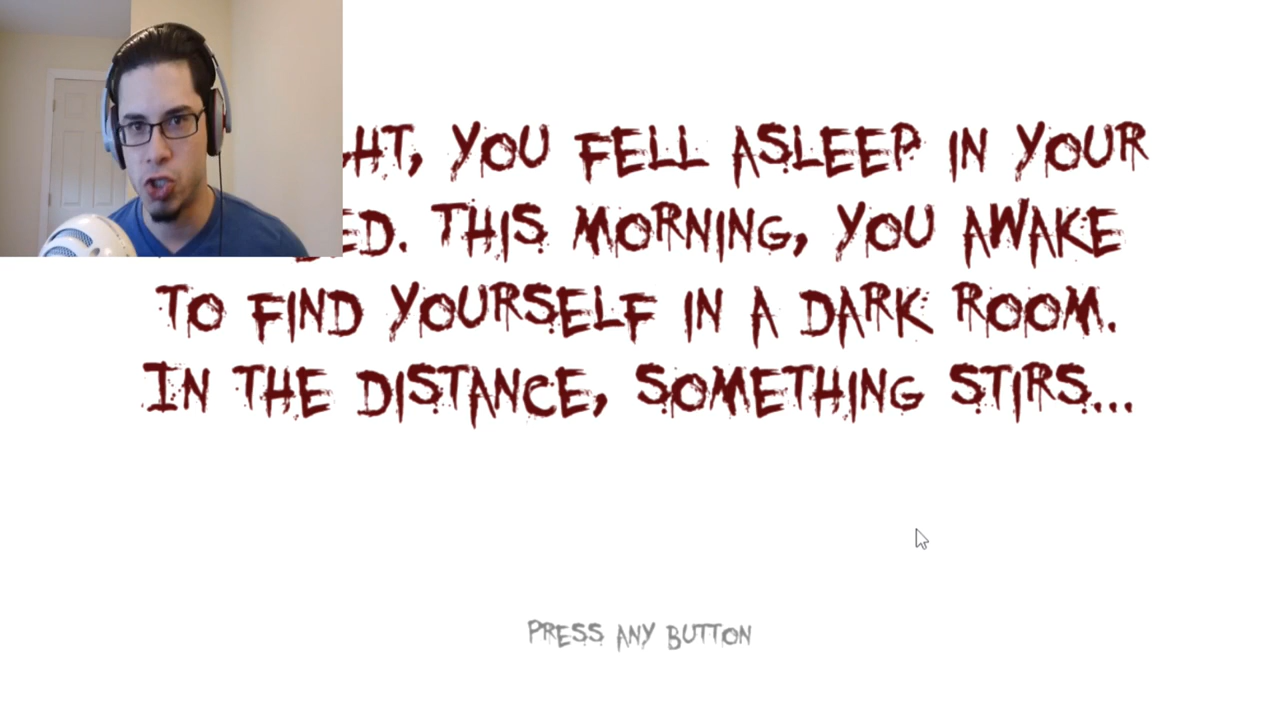 YOU FELL ASLEEP IN YOUR
THIS MORNING, YOU AWAKE
TO FIND YOURSELF IN A DARK ROOM.
IN THE DISTANCE, SOMETHING STIRS...
PRESS ANY BUTTON